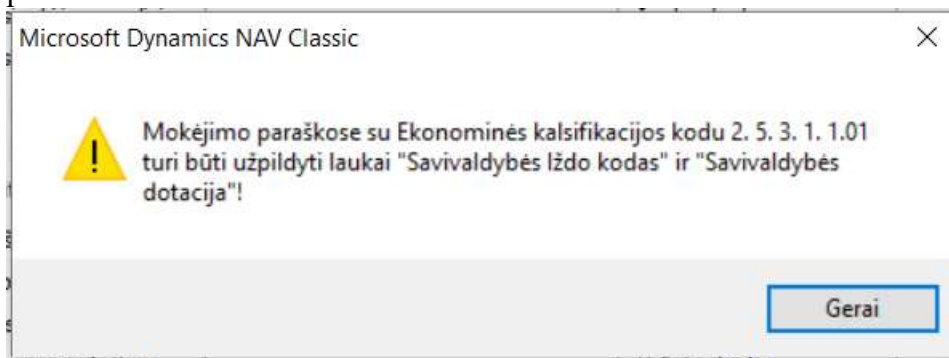 Microsoft Dynamics NAV Classic
Mokėjimo paraškose su Ekonominės kalsifikacijos kodu 2. 5. 3. 1. 1.01
turi būti užpildyti laukai "Savivaldybės Iždo kodas" ir "Savivaldybės
dotacija"!
Gerai